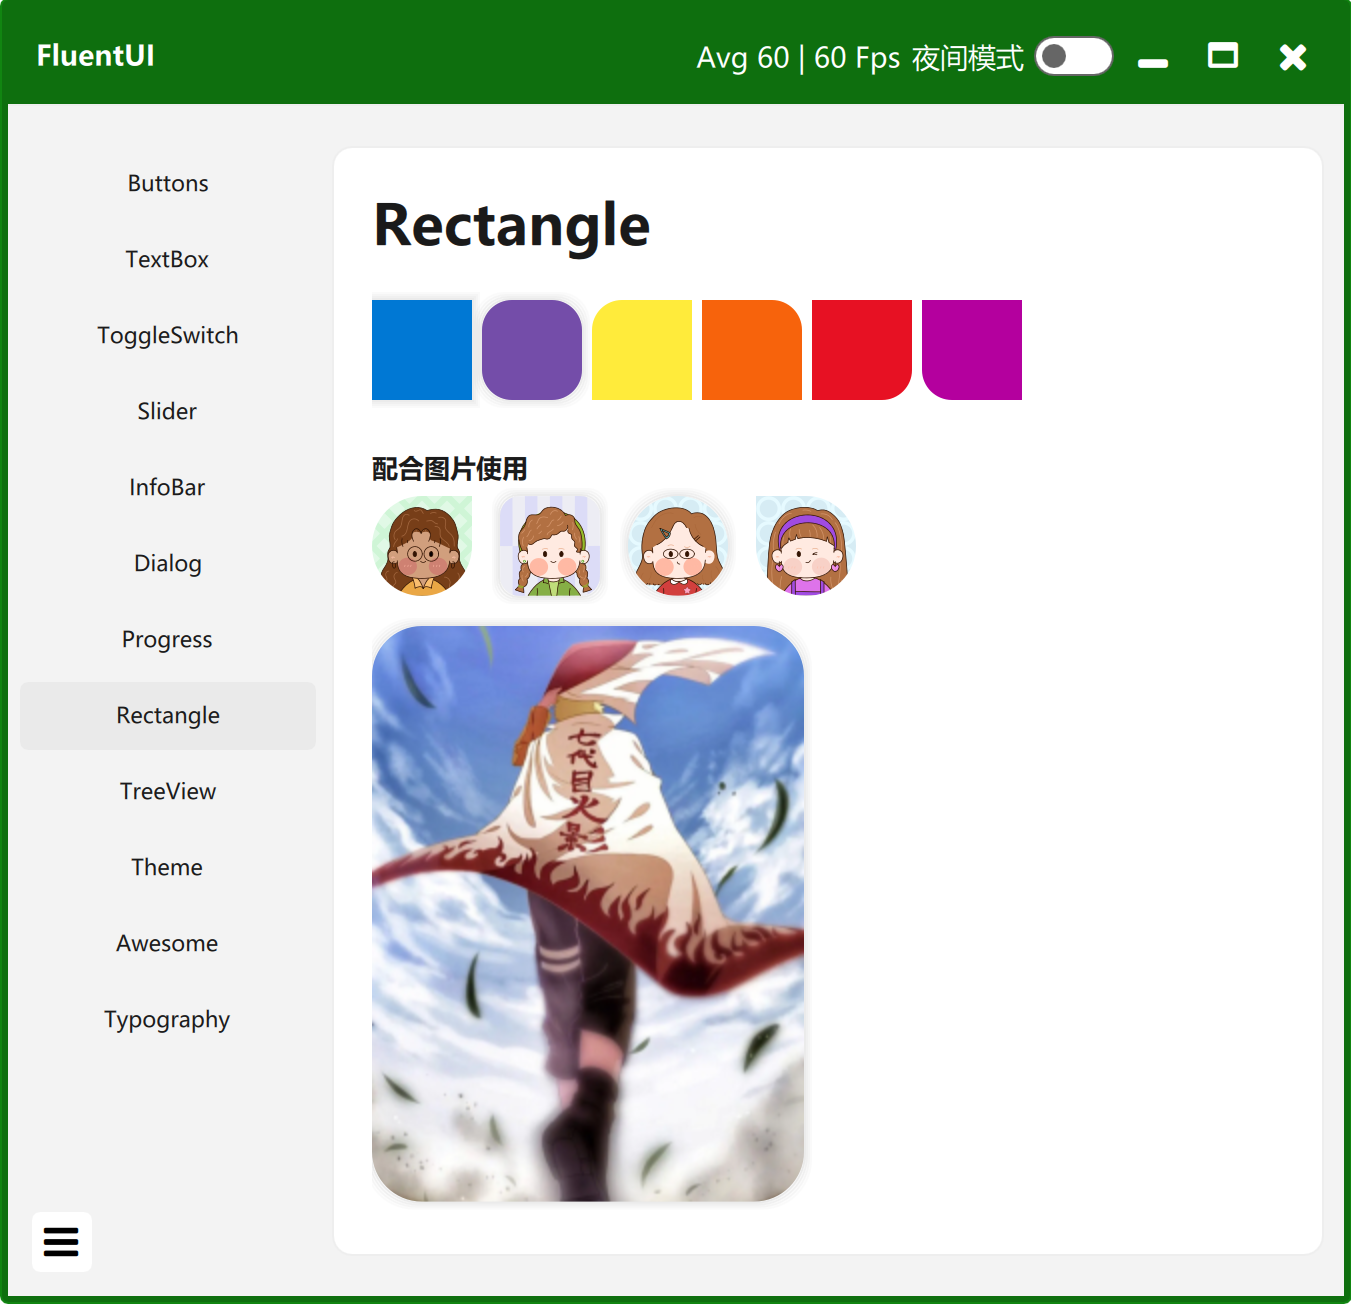 FluentUI
Avg 60 | 60 Fps 夜间模式
Buttons
TextBox
ToggleSwitch
Slider
InfoBar
Dialog
Progress
Rectangle
TreeView
Theme
Awesome
Typography
Rectangle
配合图片使用
七代目火影